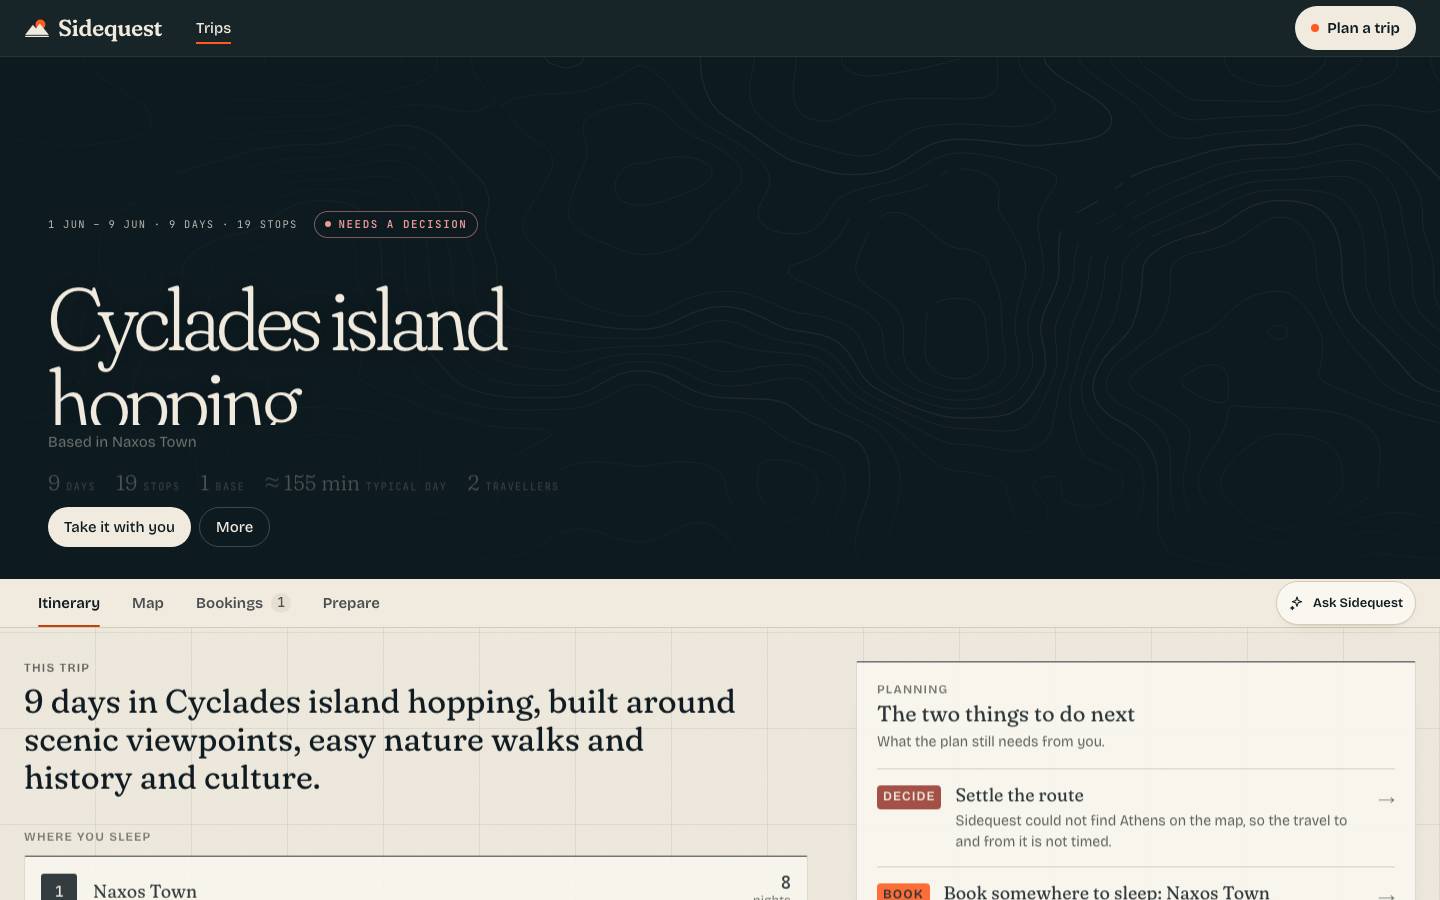 Sidequest
Trips
Plan a trip
1 JUN – 9 JUN · 9 DAYS · 19 STOPS
NEEDS A DECISION
Cyclades island
hopping
Based in Naxos Town
9 DAYS 19 STOPS 1 BASE ≈155 min TYPICAL DAY 2 TRAVELLERS
Take it with you
More
Itinerary
Map
Bookings 1
Prepare
Ask Sidequest
THIS TRIP
9 days in Cyclades island hopping, built around
scenic viewpoints, easy nature walks and
history and culture.
WHERE YOU SLEEP
1
Naxos Town
8
nights
PLANNING
The two things to do next
What the plan still needs from you.
DECIDE
Settle the route
→
Sidequest could not find Athens on the map, so the travel to
and from it is not timed.
BOOK
Book somewhere to sleep: Naxos Town
→